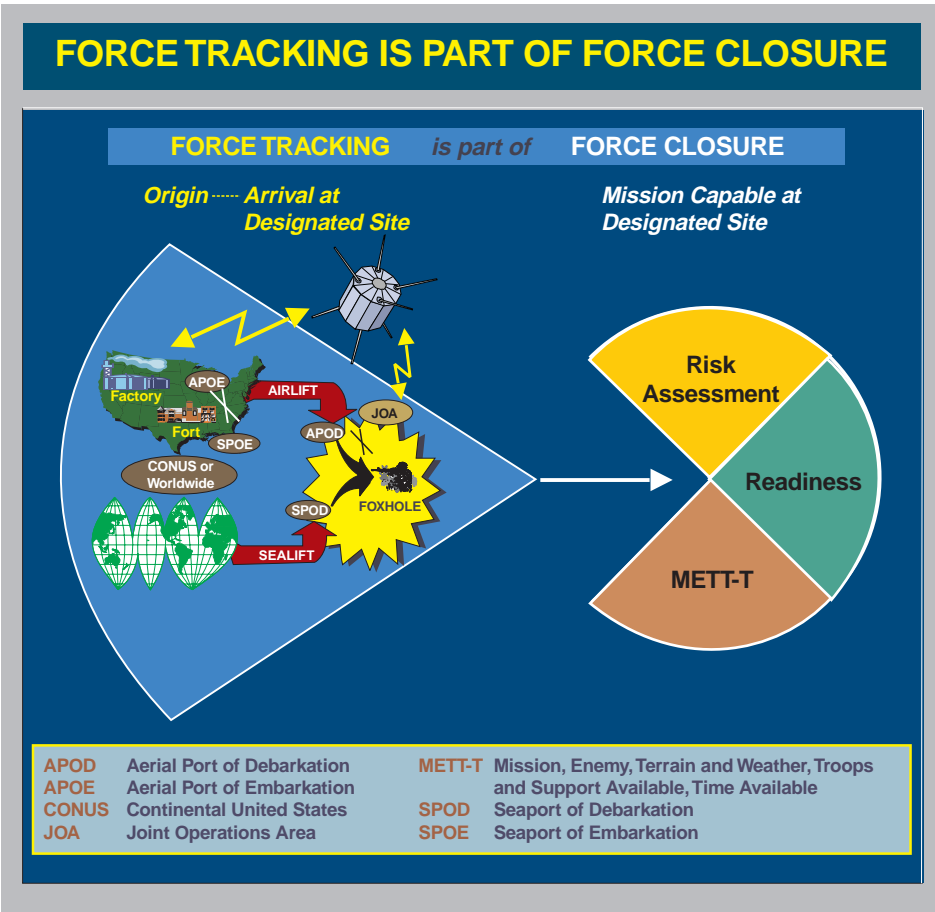 FORCE TRACKING IS PART OF FORCE CLOSURE
FORCE TRACKING is part of FORCE CLOSURE
Origin ······ Arrival at
Designated Site
Mission Capable at
Designated Site
Factory
APOE
Fort
SPOE
CONUS or
Worldwide
AIRLIFT
JOA
APOD
FOXHOLE
SPOD
SEALIFT
Risk
Assessment
Readiness
METT-T
APOD Aerial Port of Debarkation
APOE Aerial Port of Embarkation
CONUS Continental United States
JOA Joint Operations Area
METT-T Mission, Enemy, Terrain and Weather, Troops
and Support Available, Time Available
SPOD Seaport of Debarkation
SPOE Seaport of Embarkation